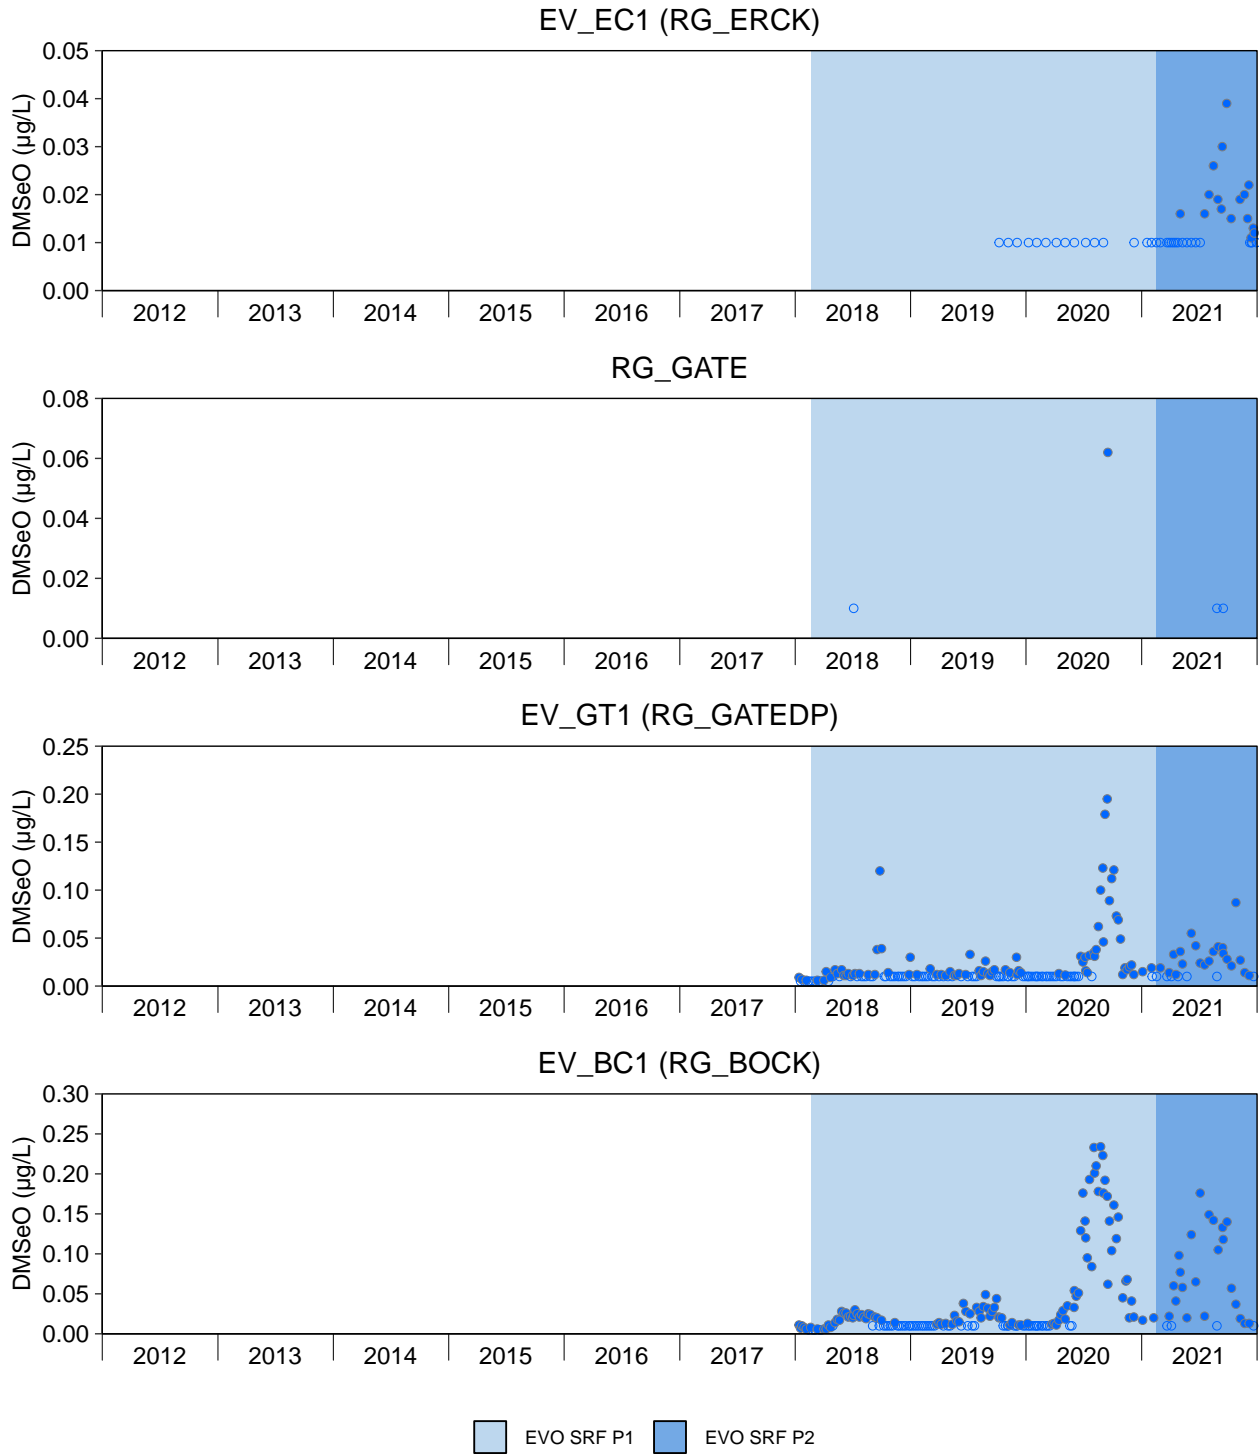 EV_EC1 (RG_ERCK)
DMSeO (µg/L)
0.05
0.04
0.03
0.02
0.01
0.00
2012 2013 2014 2015 2016 2017 2018 2019 2020 2021
RG_GATE
DMSeO (µg/L)
0.08
0.06
0.04
0.02
0.00
2012 2013 2014 2015 2016 2017 2018 2019 2020 2021
EV_GT1 (RG_GATEDP)
DMSeO (µg/L)
0.25
0.20
0.15
0.10
0.05
0.00
2012 2013 2014 2015 2016 2017 2018 2019 2020 2021
EV_BC1 (RG_BOCK)
DMSeO (µg/L)
0.30
0.25
0.20
0.15
0.10
0.05
0.00
2012 2013 2014 2015 2016 2017 2018 2019 2020 2021
EVO SRF P1 EVO SRF P2